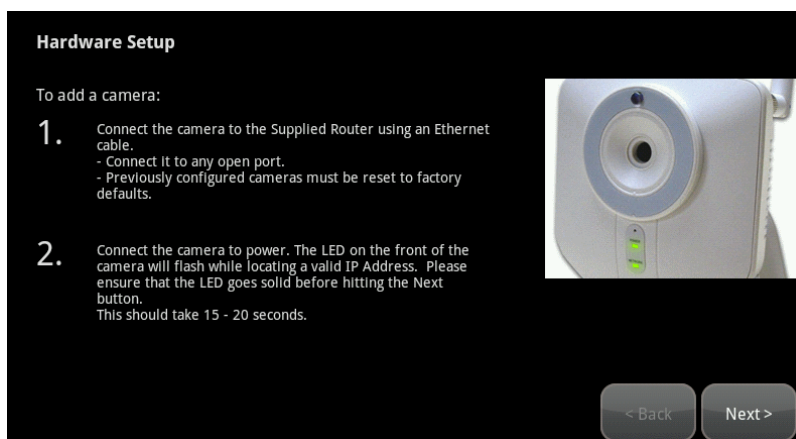 Hardware Setup
To add a camera:
1.
Connect the camera to the Supplied Router using an Ethernet
cable.
- Connect it to any open port.
- Previously configured cameras must be reset to factory
defaults.
2.
Connect the camera to power. The LED on the front of the
camera will flash while locating a valid IP Address. Please
ensure that the LED goes solid before hitting the Next
button.
This should take 15 - 20 seconds.
< Back
Next >